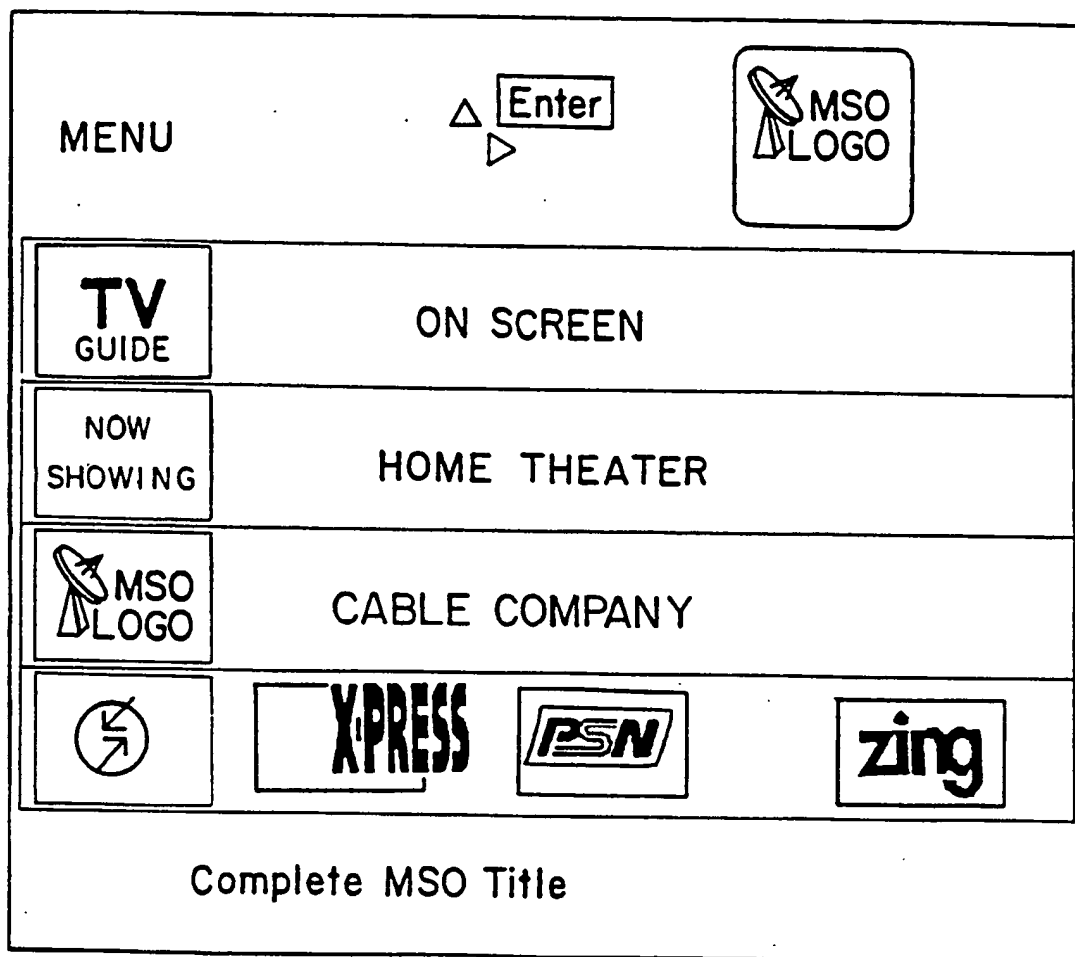 MENU
Enter
MSO
LOGO
TV
GUIDE
ON SCREEN
NOW
SHOWING
HOME THEATER
MSO
LOGO
CABLE COMPANY
X·PRESS
PSN
zing
Complete MSO Title